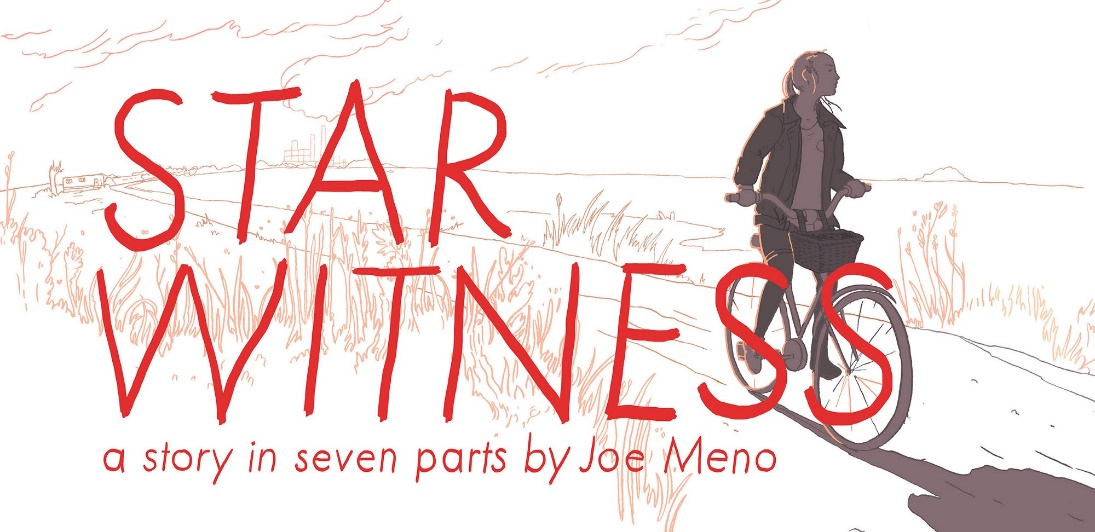 STAR
WITNESS
a story in seven parts by Joe Meno